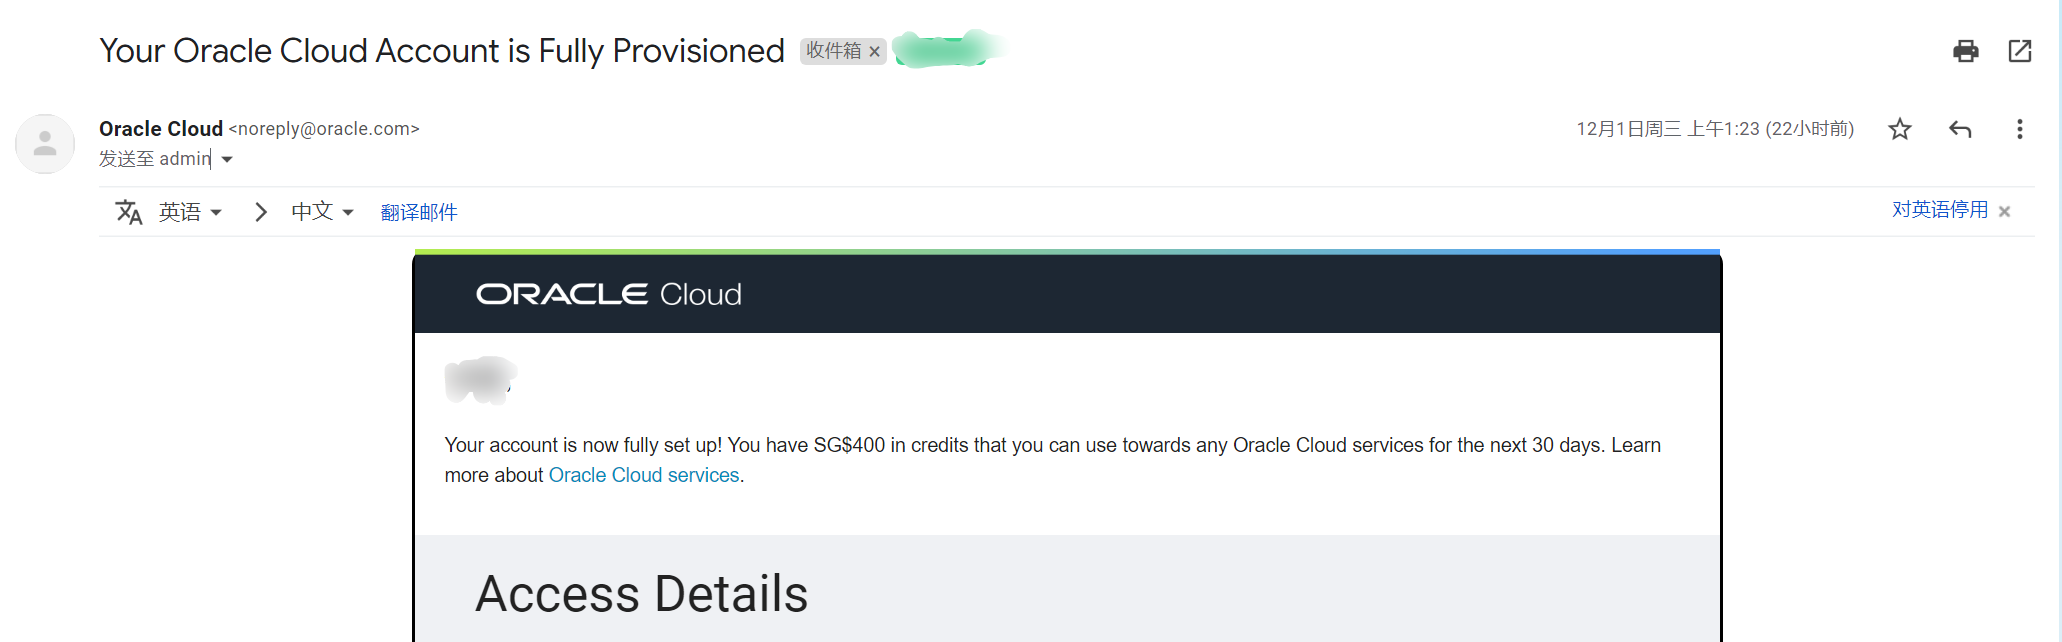 Your Oracle Cloud Account is Fully Provisioned 收件箱 ×
Oracle Cloud <noreply@oracle.com> 12月1日周三 上午1:23 (22小时前)
发送至 admin
英语 中文 翻译邮件 对英语停用 ×
ORACLE Cloud
,
Your account is now fully set up! You have SG$400 in credits that you can use towards any Oracle Cloud services for the next 30 days. Learn
more about Oracle Cloud services.
Access Details